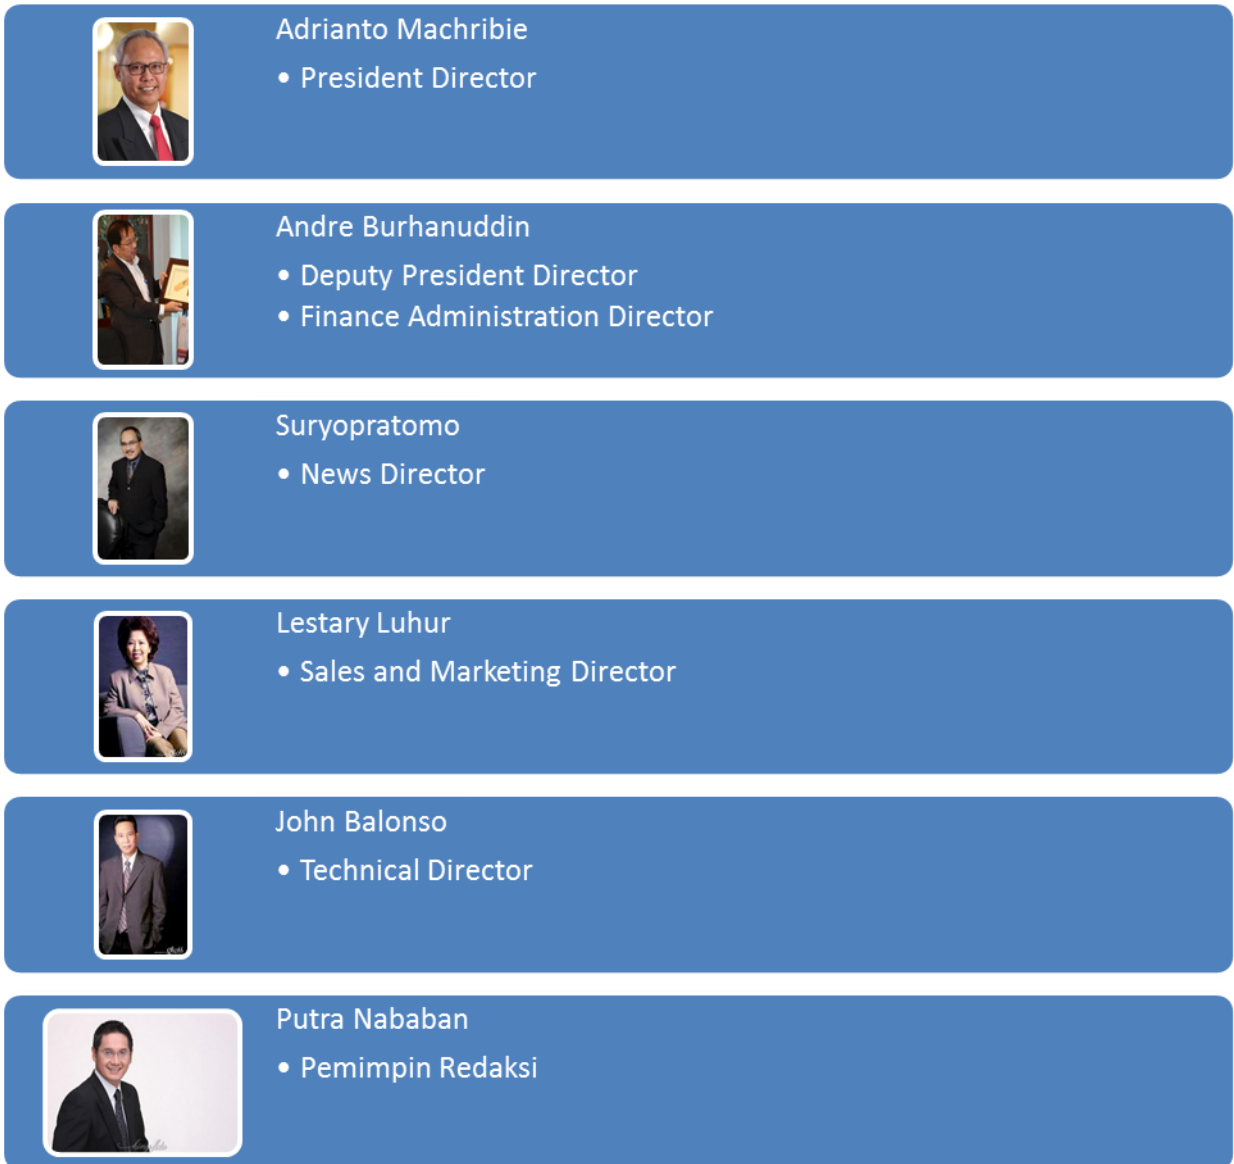 Adrianto Machribie
• President Director
Andre Burhanuddin
• Deputy President Director
• Finance Administration Director
Suryopratomo
• News Director
Lestary Luhur
• Sales and Marketing Director
John Balonso
• Technical Director
Putra Nababan
• Pemimpin Redaksi